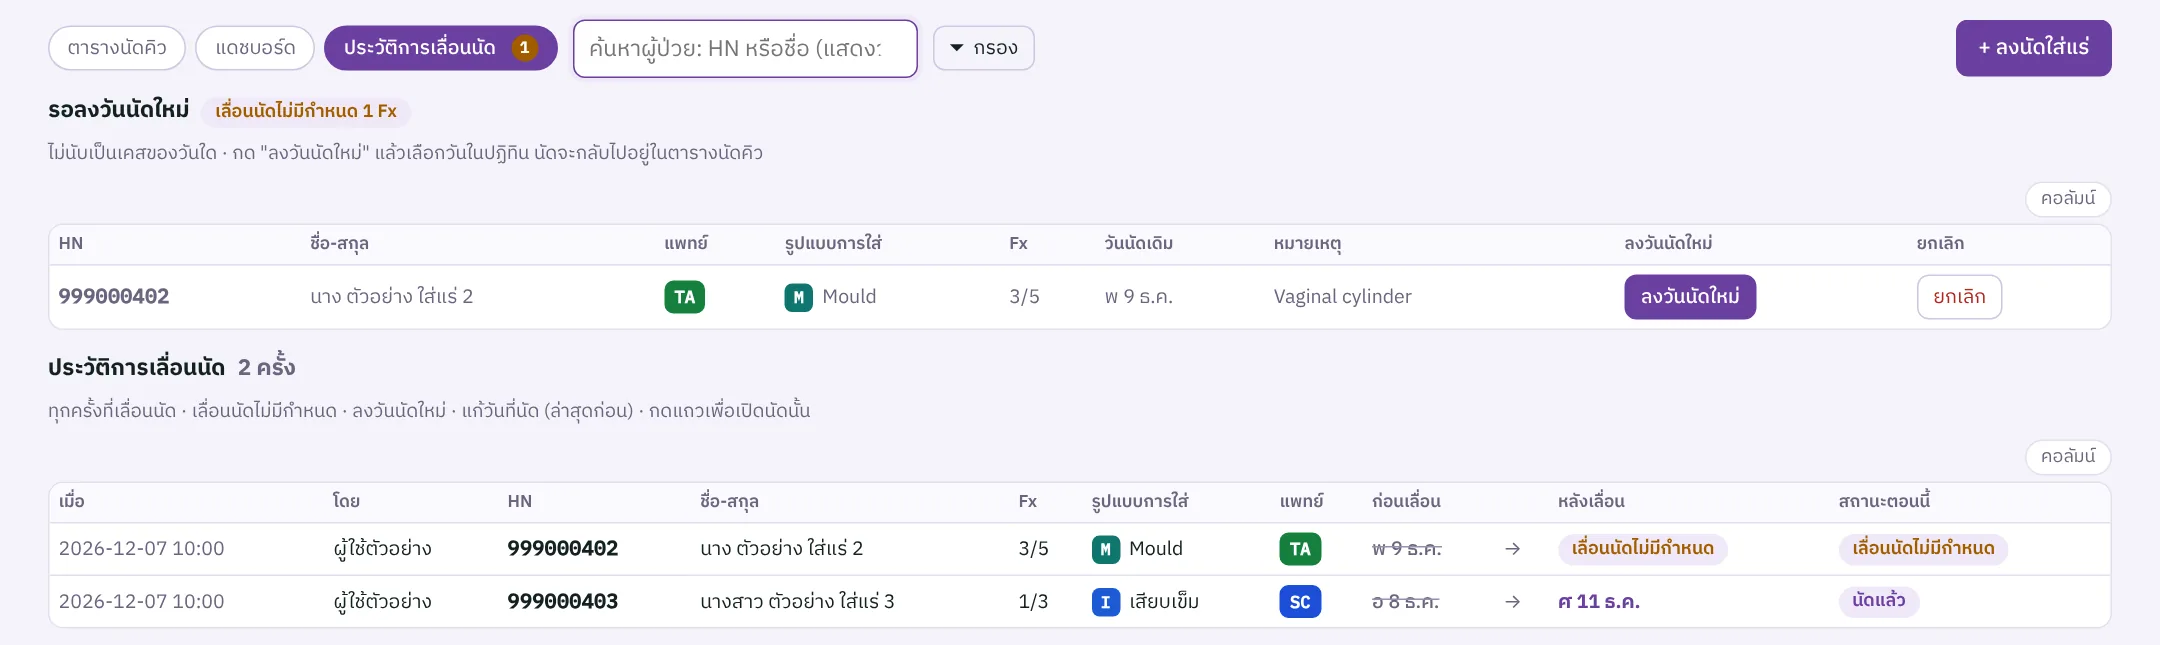 ตารางนัดคิว แดชบอร์ด ประวัติการเลื่อนนัด 1 ค้นหาผู้ป่วย: HN หรือชื่อ (แสดง กรอง + ลงนัดใส่แร่
รอลงวันนัดใหม่ เลื่อนนัดไม่มีกำหนด 1 Fx
ไม่นับเป็นเคสของวันใด · กด "ลงวันนัดใหม่" แล้วเลือกวันในปฏิทิน นัดจะกลับไปอยู่ในตารางนัดคิว
คอลัมน์
HN ชื่อ-สกุล แพทย์ รูปแบบการใส่ Fx วันนัดเดิม หมายเหตุ ลงวันนัดใหม่ ยกเลิก
999000402 นาง ตัวอย่าง ใส่แร่ 2 TA M Mould 3/5 พ 9 ธ.ค. Vaginal cylinder ลงวันนัดใหม่ ยกเลิก
ประวัติการเลื่อนนัด 2 ครั้ง
ทุกครั้งที่เลื่อนนัด · เลื่อนนัดไม่มีกำหนด · ลงวันนัดใหม่ · แก้วันที่นัด (ล่าสุดก่อน) · กดแถวเพื่อเปิดนัดนั้น
คอลัมน์
เมื่อ โดย HN ชื่อ-สกุล Fx รูปแบบการใส่ แพทย์ ก่อนเลื่อน หลังเลื่อน สถานะตอนนี้
2026-12-07 10:00 ผู้ใช้ตัวอย่าง 999000402 นาง ตัวอย่าง ใส่แร่ 2 3/5 M Mould TA พ 9 ธ.ค. → เลื่อนนัดไม่มีกำหนด เลื่อนนัดไม่มีกำหนด
2026-12-07 10:00 ผู้ใช้ตัวอย่าง 999000403 นางสาว ตัวอย่าง ใส่แร่ 3 1/3 I เสียบเข็ม SC อ 8 ธ.ค. → ศ 11 ธ.ค. นัดแล้ว